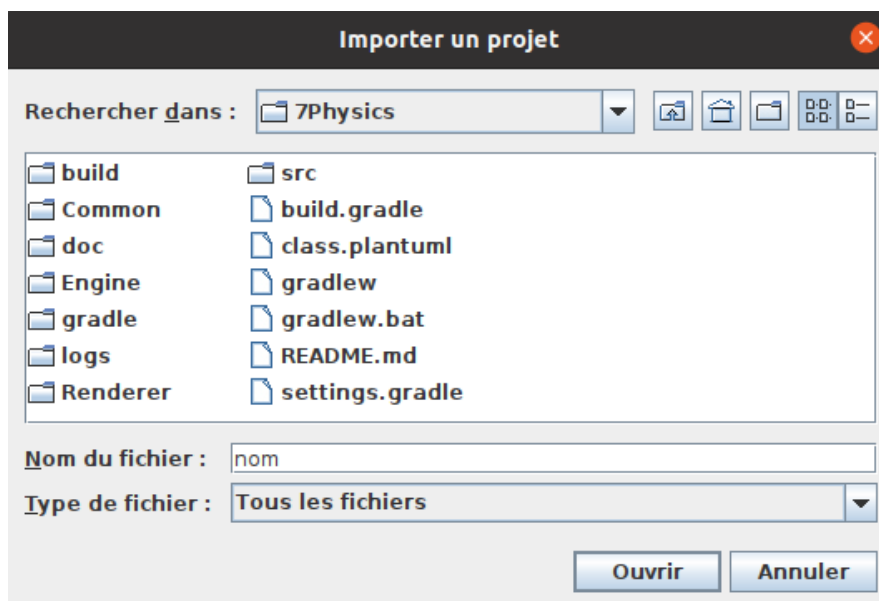 Importer un projet
Rechercher dans :
7Physics
build
Common
doc
Engine
gradle
logs
Renderer
src
build.gradle
class.plantuml
gradlew
gradlew.bat
README.md
settings.gradle
Nom du fichier :
nom
Type de fichier :
Tous les fichiers
Ouvrir
Annuler